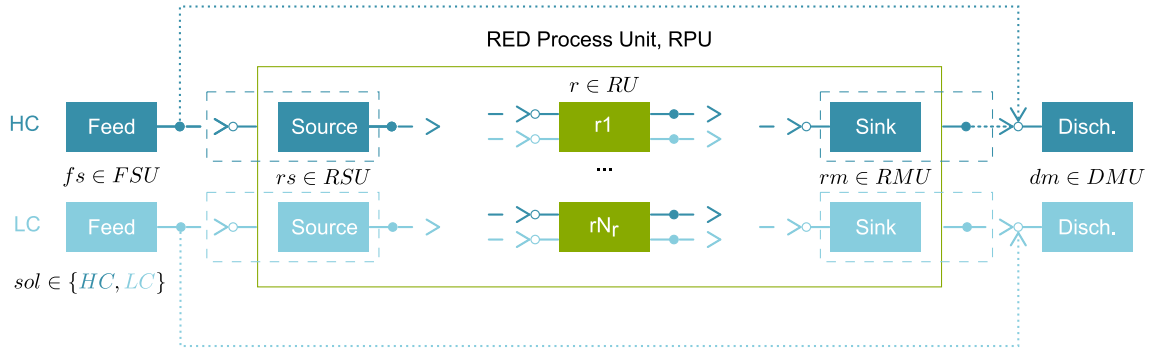 RED Process Unit, RPU
r ∈ RU
HC
Feed
Source
r1
Sink
Disch.
fs ∈ FSU
rs ∈ RSU
...
rm ∈ RMU
dm ∈ DMU
LC
Feed
Source
rNᵣ
Sink
Disch.
sol ∈ {HC, LC}